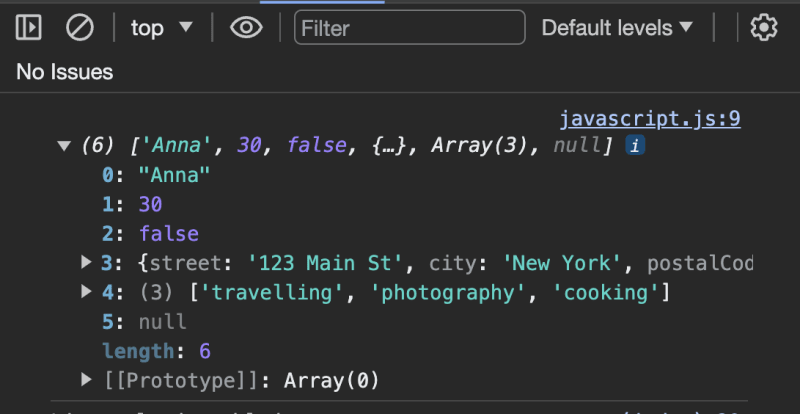 top Filter Default levels
No Issues
javascript.js:9
(6) ['Anna', 30, false, {…}, Array(3), null] i
0: "Anna"
1: 30
2: false
3: {street: '123 Main St', city: 'New York', postalCod
4: (3) ['travelling', 'photography', 'cooking']
5: null
length: 6
[[Prototype]]: Array(0)